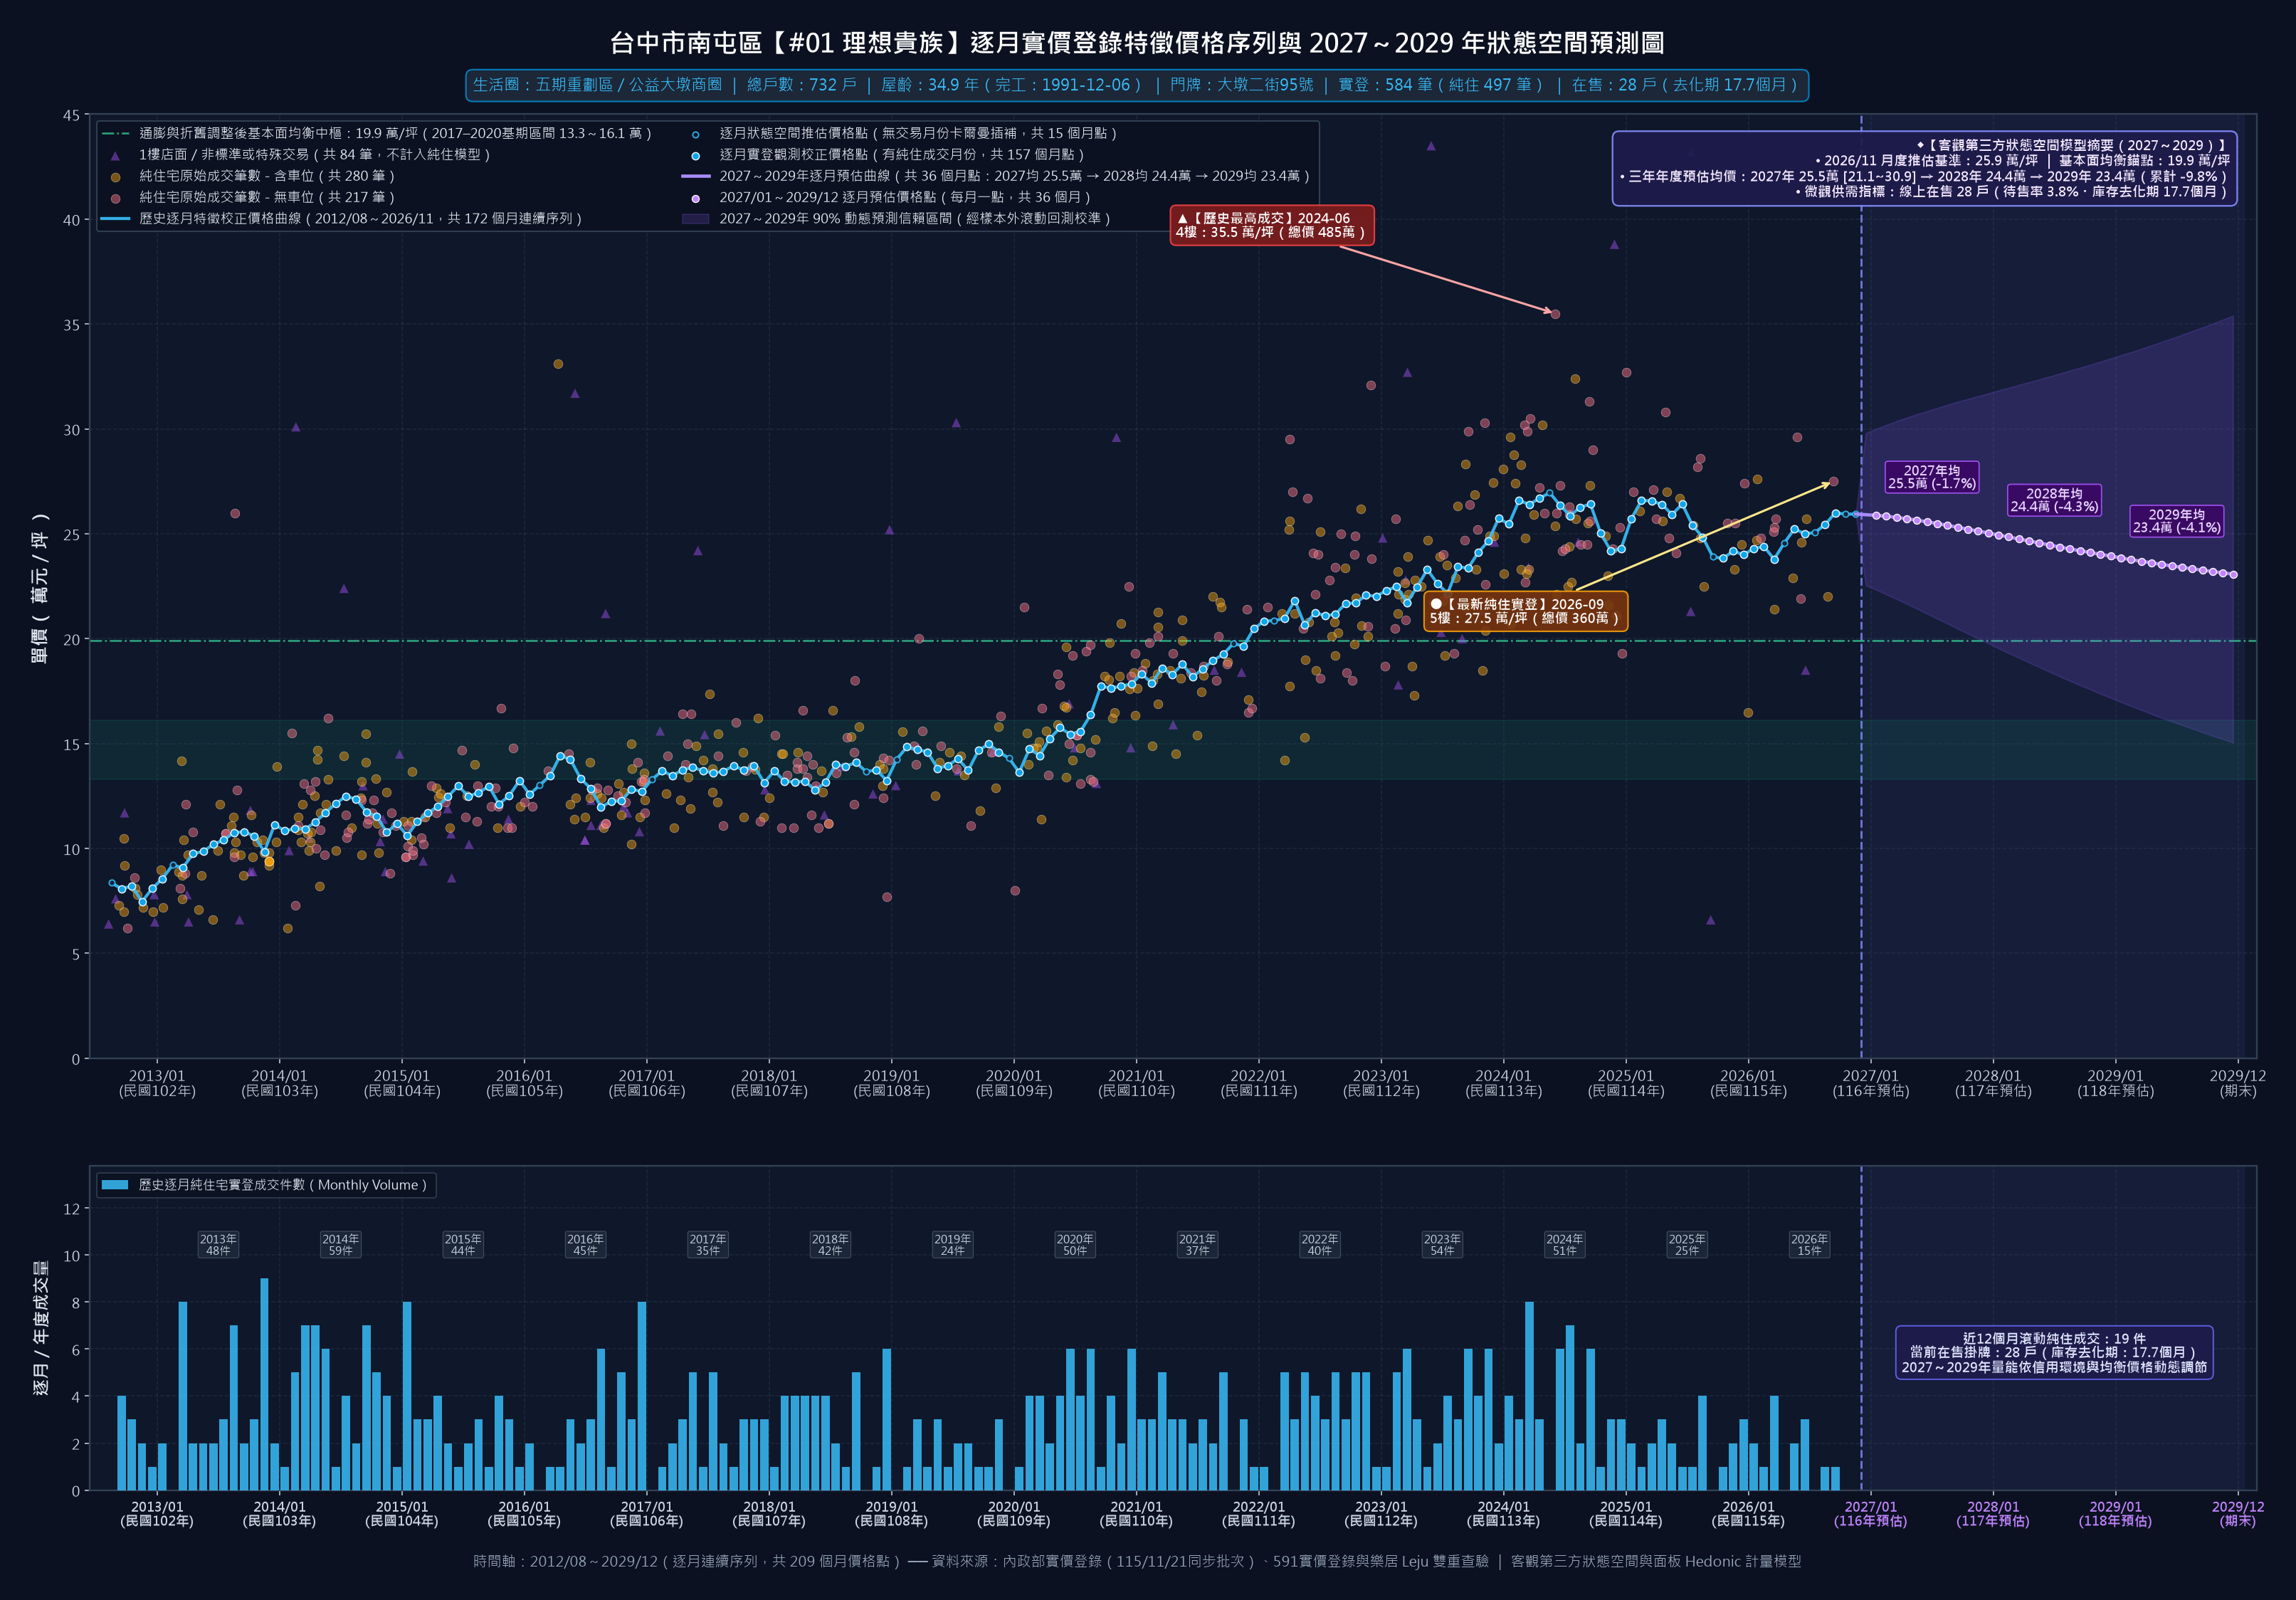 台中市南屯區【#01 理想貴族】逐月實價登錄特徵價格序列與 2027～2029 年狀態空間預測圖
生活圈：五期重劃區 / 公益大墩商圈 ｜ 總戶數：732 戶 ｜ 屋齡：34.9 年（完工：1991-12-06） ｜ 門牌：大墩二街95號 ｜ 實登：584 筆（純住 497 筆） ｜ 在售：28 戶（去化期 17.7個月）
通膨與折舊調整後基本面均衡中樞：19.9 萬/坪（2017–2020基期區間 13.3～16.1 萬）
1樓店面 / 非標準或特殊交易（共 84 筆，不計入純住模型）
純住宅原始成交筆數 - 含車位（共 280 筆）
純住宅原始成交筆數 - 無車位（共 217 筆）
歷史逐月特徵校正價格曲線（2012/08～2026/11，共 172 個月連續序列）
逐月狀態空間推估價格點（無交易月份卡爾曼插補，共 15 個月點）
逐月實登觀測校正價格點（有純住成交月份，共 157 個月點）
2027～2029年逐月預估曲線（共 36 個月點：2027均 25.5萬 → 2028均 24.4萬 → 2029均 23.4萬）
2027/01～2029/12 逐月預估價格點（每月一點，共 36 個月）
2027～2029年 90% 動態預測信賴區間（經樣本外滾動回測校準）
◆【客觀第三方狀態空間模型摘要（2027～2029）】
• 2026/11 月度推估基準：25.9 萬/坪 ｜ 基本面均衡錨點：19.9 萬/坪
• 三年年度預估均價：2027年 25.5萬 [21.1~30.9] → 2028年 24.4萬 → 2029年 23.4萬（累計 -9.8%）
• 微觀供需指標：線上在售 28 戶（待售率 3.8%・庫存去化期 17.7個月）
▲【歷史最高成交】2024-06
4樓：35.5 萬/坪（總價 485萬）
●【最新純住實登】2026-09
5樓：27.5 萬/坪（總價 360萬）
2027年均
25.5萬 (-1.7%)
2028年均
24.4萬 (-4.3%)
2029年均
23.4萬 (-4.1%)
單價（萬元/坪）
45
40
35
30
25
20
15
10
5
0
2013/01 2014/01 2015/01 2016/01 2017/01 2018/01 2019/01 2020/01 2021/01 2022/01 2023/01 2024/01 2025/01 2026/01 2027/01 2028/01 2029/01 2029/12
(民國102年) (民國103年) (民國104年) (民國105年) (民國106年) (民國107年) (民國108年) (民國109年) (民國110年) (民國111年) (民國112年) (民國113年) (民國114年) (民國115年) (116年預估) (117年預估) (118年預估) (期末)
歷史逐月純住宅實登成交件數（Monthly Volume）
逐月 / 年度成交量
12
10
8
6
4
2
0
2013年 2014年 2015年 2016年 2017年 2018年 2019年 2020年 2021年 2022年 2023年 2024年 2025年 2026年
48件 59件 44件 45件 35件 42件 24件 50件 37件 40件 54件 51件 25件 15件
近12個月滾動純住成交：19 件
當前在售掛牌：28 戶（庫存去化期：17.7個月）
2027～2029年量能依信用環境與均衡價格動態調節
2013/01 2014/01 2015/01 2016/01 2017/01 2018/01 2019/01 2020/01 2021/01 2022/01 2023/01 2024/01 2025/01 2026/01 2027/01 2028/01 2029/01 2029/12
(民國102年) (民國103年) (民國104年) (民國105年) (民國106年) (民國107年) (民國108年) (民國109年) (民國110年) (民國111年) (民國112年) (民國113年) (民國114年) (民國115年) (116年預估) (117年預估) (118年預估) (期末)
時間軸：2012/08～2029/12（逐月連續序列，共 209 個月價格點） ── 資料來源：內政部實價登錄（115/11/21同步批次）、591實價登錄與樂居 Leju 雙重查驗 ｜ 客觀第三方狀態空間與面板 Hedonic 計量模型